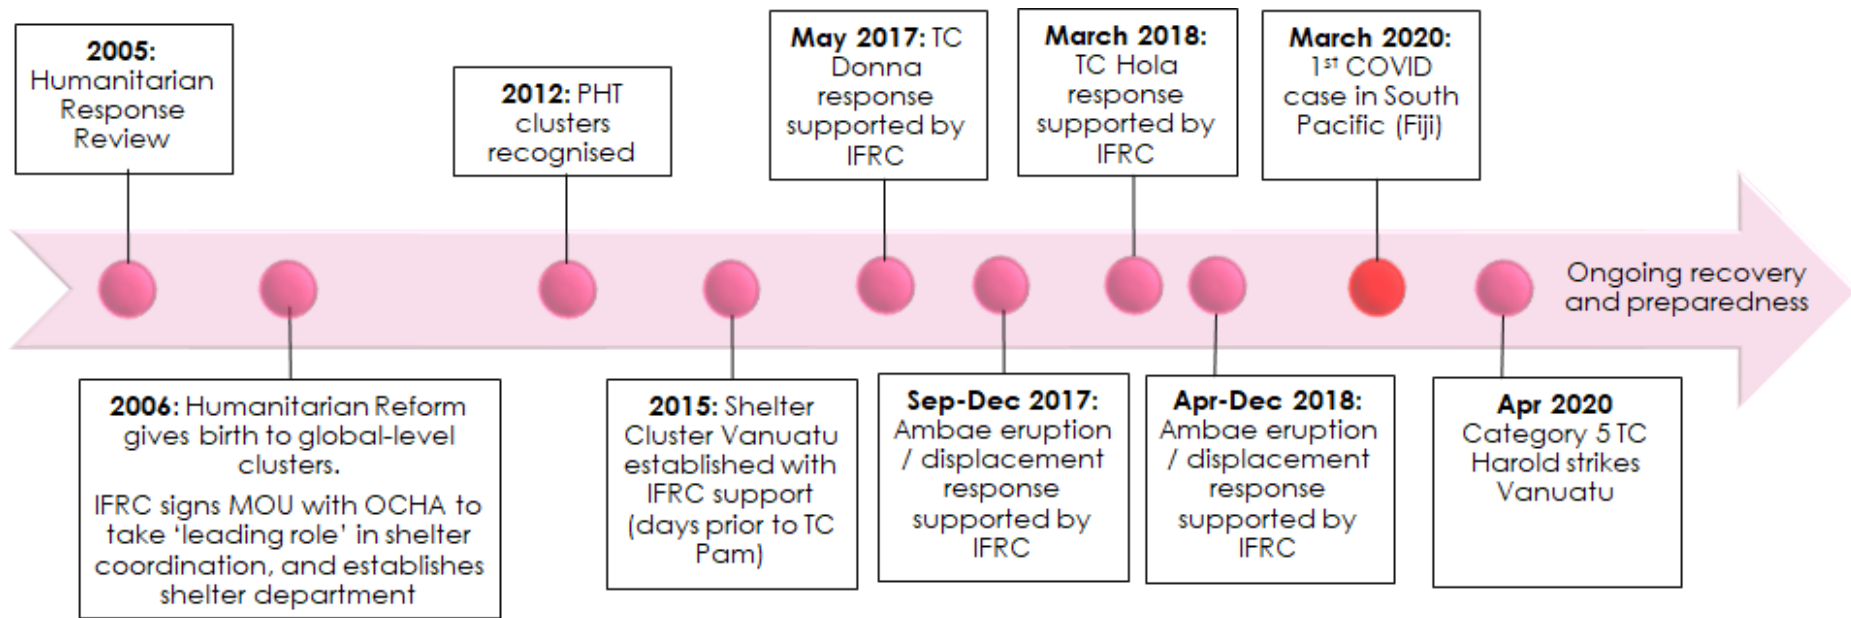 2005:
Humanitarian
Response
Review
2006: Humanitarian Reform
gives birth to global-level
clusters.
IFRC signs MOU with OCHA to
take ‘leading role’ in shelter
coordination, and establishes
shelter department
2012: PHT
clusters
recognised
2015: Shelter
Cluster Vanuatu
established with
IFRC support
(days prior to TC
Pam)
May 2017: TC
Donna
response
supported by
IFRC
Sep-Dec 2017:
Ambae eruption
/ displacement
response
supported by
IFRC
March 2018:
TC Hola
response
supported by
IFRC
Apr-Dec 2018:
Ambae eruption
/ displacement
response
supported by
IFRC
March 2020:
1st COVID
case in South
Pacific (Fiji)
Apr 2020
Category 5 TC
Harold strikes
Vanuatu
Ongoing recovery
and preparedness